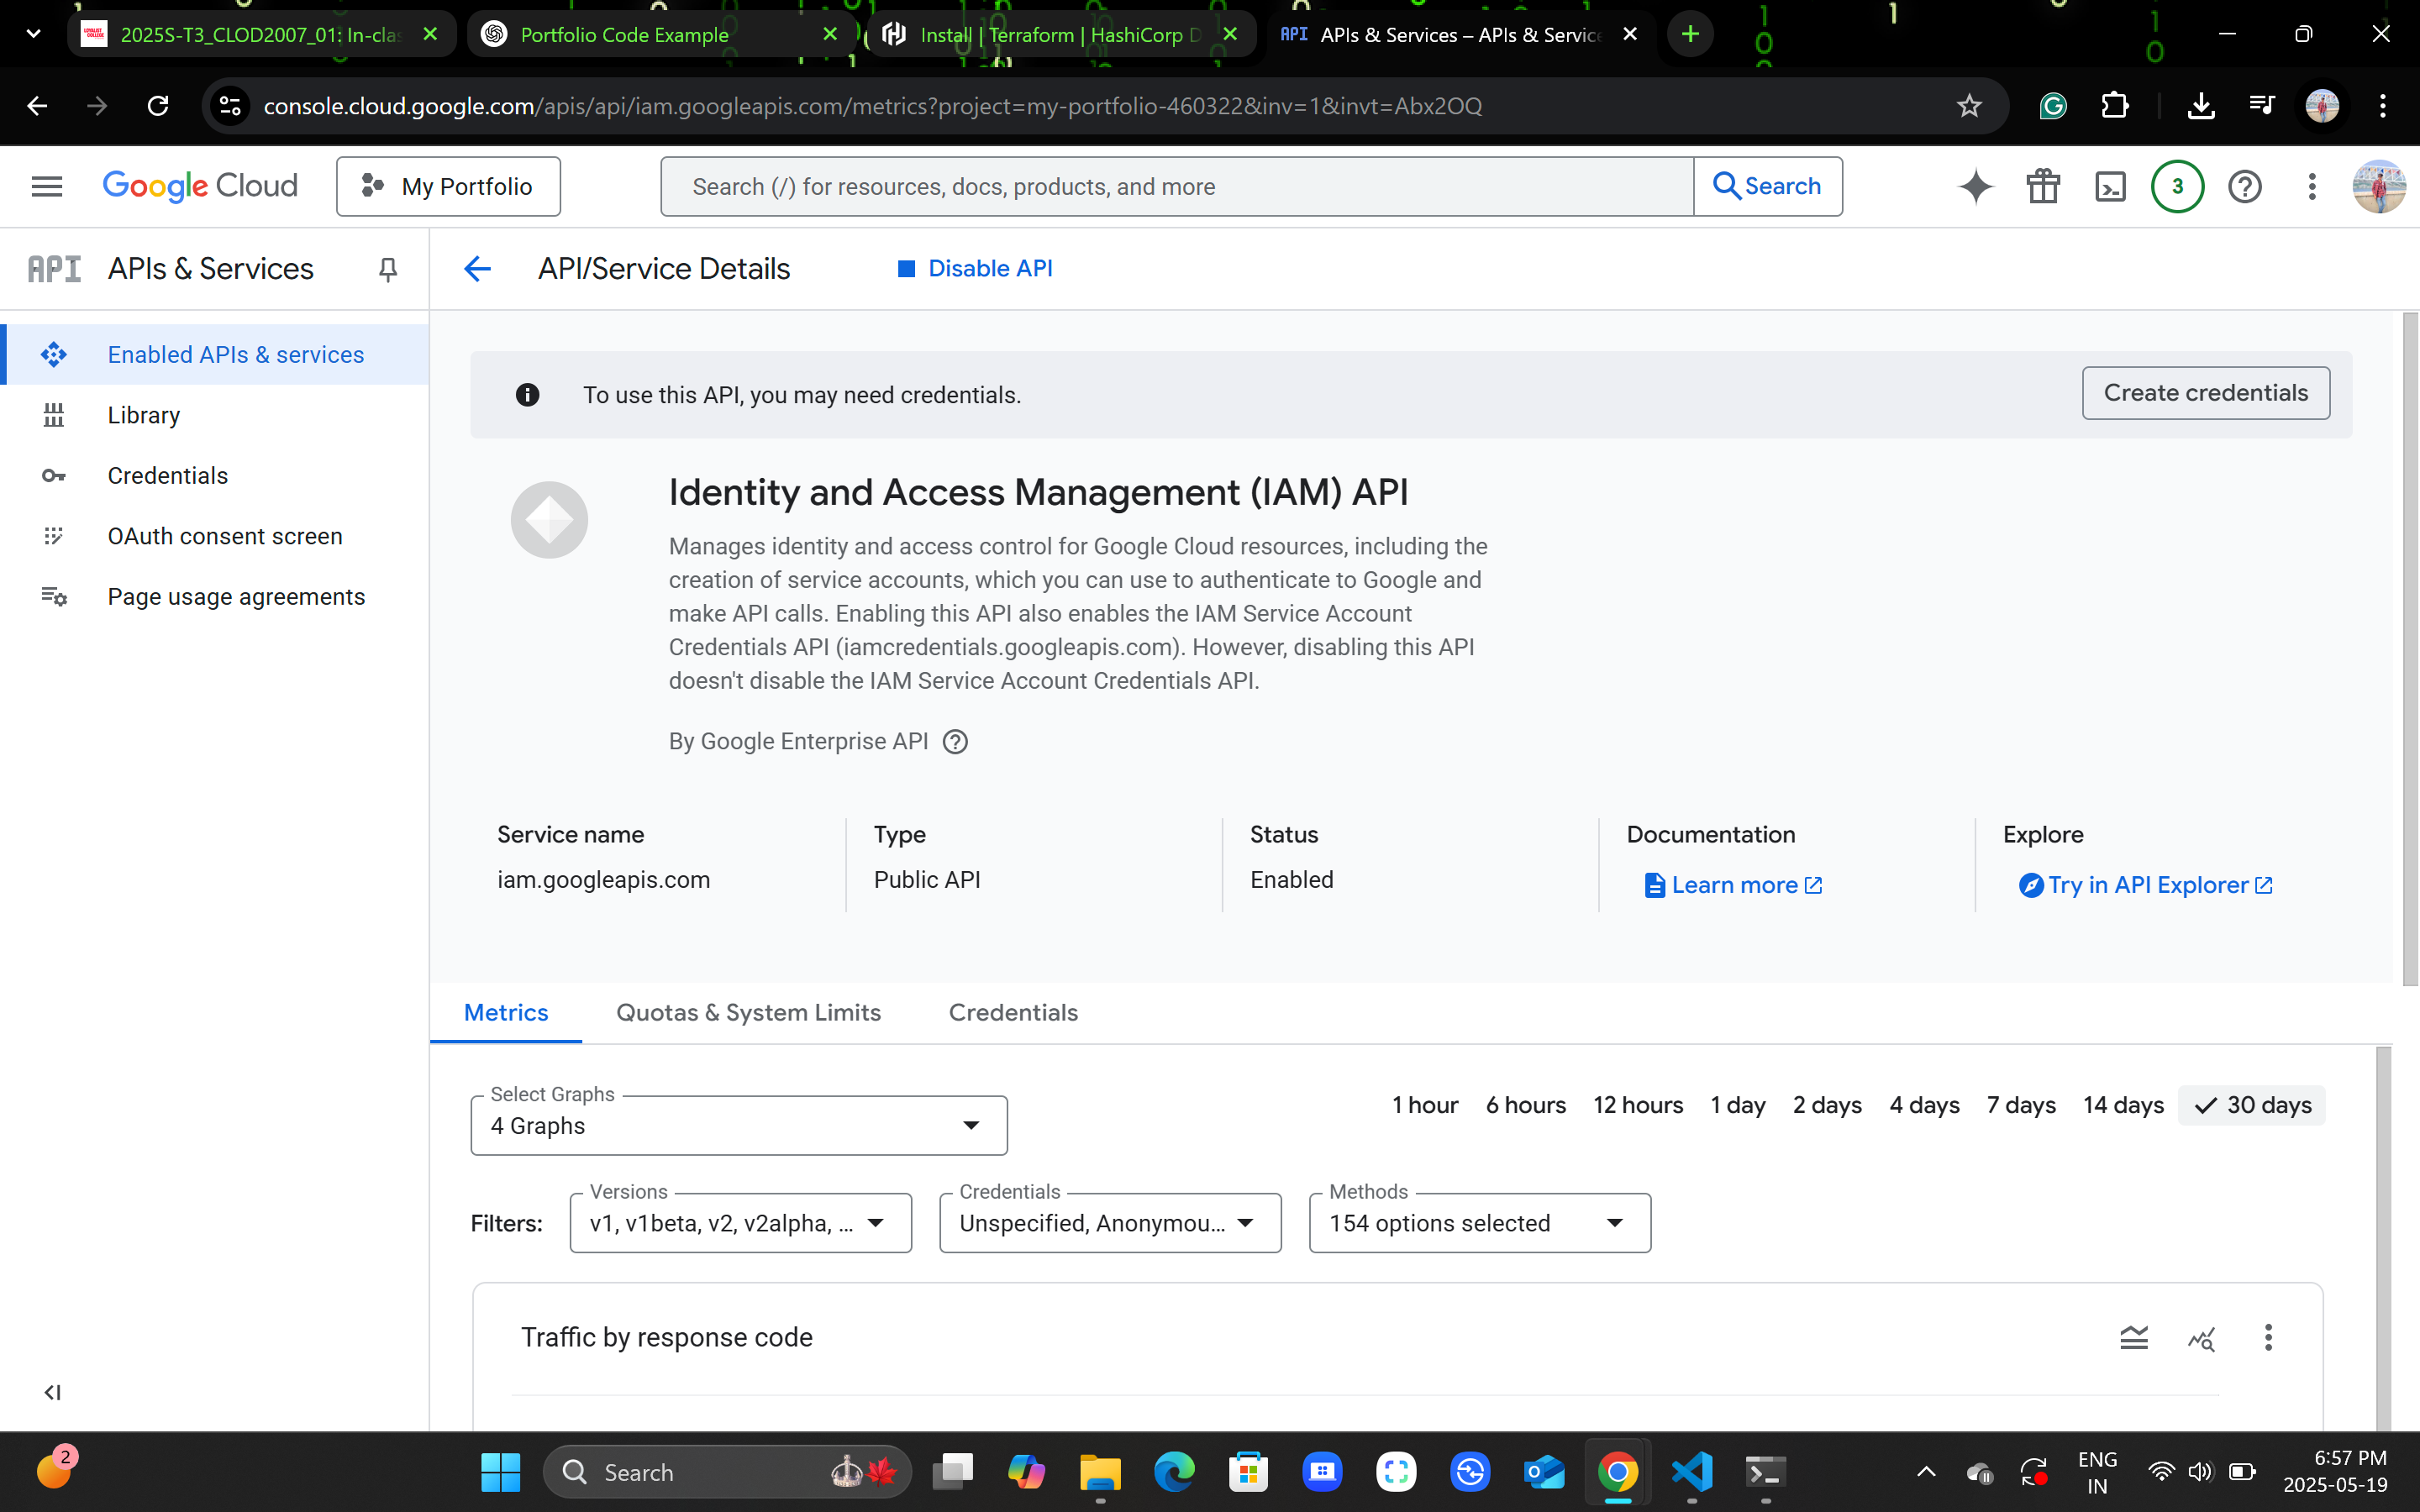 2025S-T3_CLOD2007_01: In-clas
Portfolio Code Example
Install | Terraform | HashiCorp D
API APIs & Services – APIs & Service
console.cloud.google.com/apis/api/iam.googleapis.com/metrics?project=my-portfolio-460322&inv=1&invt=Abx2OQ
Google Cloud
My Portfolio
Search (/) for resources, docs, products, and more
Search
3
API APIs & Services
API/Service Details
Disable API
Enabled APIs & services
Library
Credentials
OAuth consent screen
Page usage agreements
To use this API, you may need credentials.
Create credentials
Identity and Access Management (IAM) API
Manages identity and access control for Google Cloud resources, including the
creation of service accounts, which you can use to authenticate to Google and
make API calls. Enabling this API also enables the IAM Service Account
Credentials API (iamcredentials.googleapis.com). However, disabling this API
doesn't disable the IAM Service Account Credentials API.
By Google Enterprise API
Service name
iam.googleapis.com
Type
Public API
Status
Enabled
Documentation
Learn more
Explore
Try in API Explorer
Metrics
Quotas & System Limits
Credentials
Select Graphs
4 Graphs
1 hour 6 hours 12 hours 1 day 2 days 4 days 7 days 14 days 30 days
Filters:
Versions
v1, v1beta, v2, v2alpha, ...
Credentials
Unspecified, Anonymou...
Methods
154 options selected
Traffic by response code
2
Search
ENG
IN
6:57 PM
2025-05-19